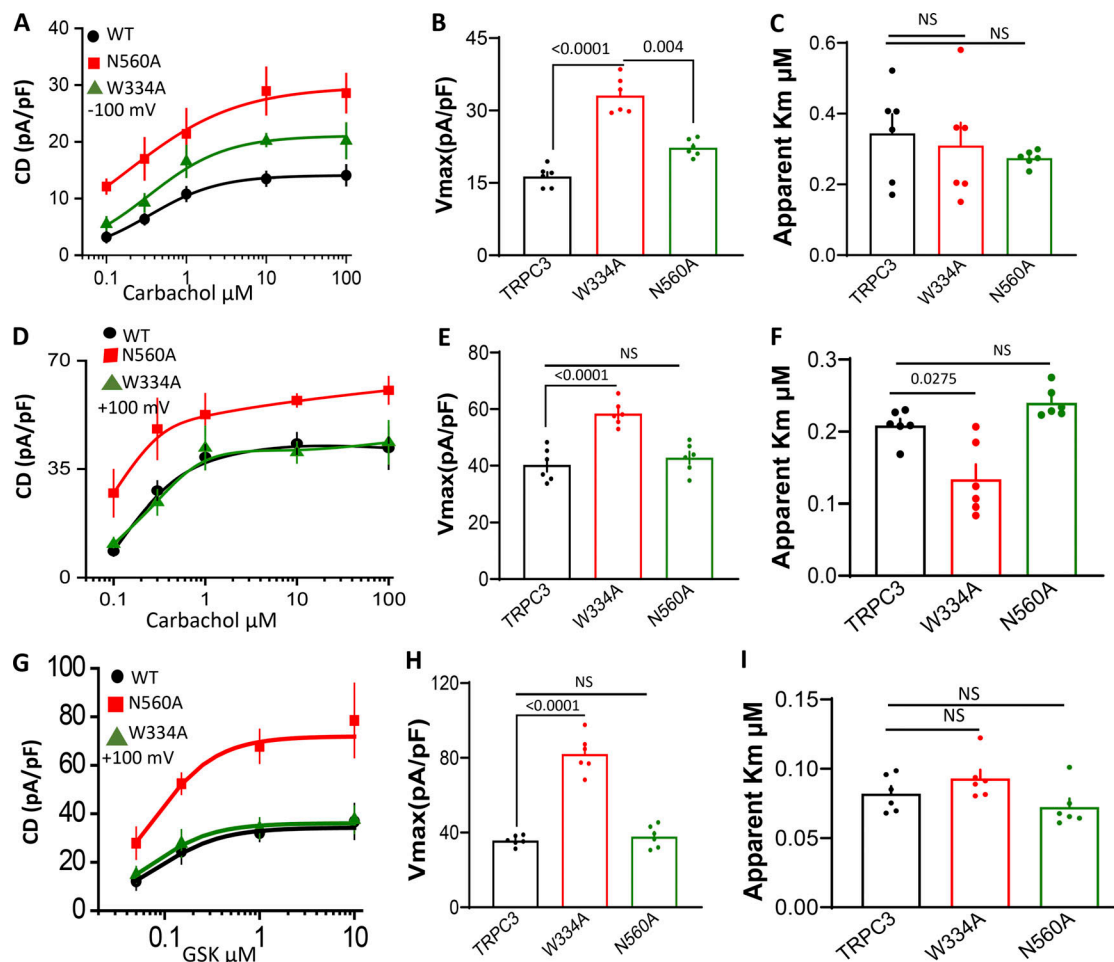 A
WT
N560A
W334A
-100 mV
CD (pA/pF)
40
30
20
10
0
0.1
1
10
100
Carbachol µM
B
<0.0001
0.004
Vmax(pA/pF)
45
30
15
0
TRPC3
W334A
N560A
C
NS
NS
Apparent Km µM
0.6
0.4
0.2
0.0
TRPC3
W334A
N560A
D
WT
N560A
W334A
+100 mV
CD (pA/pF)
70
35
0
0.1
1
10
100
Carbachol µM
E
NS
<0.0001
Vmax(pA/pF)
80
60
40
20
0
TRPC3
W334A
N560A
F
NS
0.0275
Apparent Km µM
0.3
0.2
0.1
0.0
TRPC3
W334A
N560A
G
WT
N560A
W334A
+100 mV
CD (pA/pF)
100
80
60
40
20
0
0.1
1
10
GSK µM
H
NS
<0.0001
Vmax(pA/pF)
120
80
40
0
TRPC3
W334A
N560A
I
NS
NS
Apparent Km µM
0.15
0.10
0.05
0.00
TRPC3
W334A
N560A